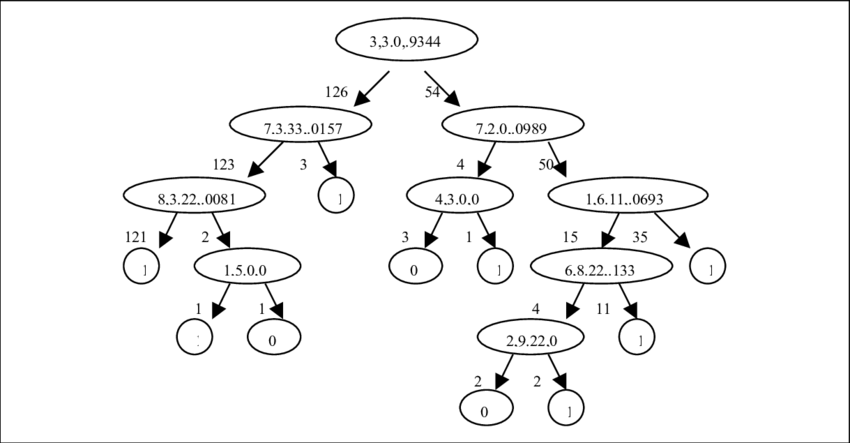 3,3.0,.9344
126 54
7.3.33,.0157 7.2.0,.0989
123 3 4 50
8.3.22,.0081 1 4,3.0,0 1,6.11,.0693
121 2 3 1 15 35
1 1.5.0.0 0 1 6.8.22,.133 1
1 1 4 11
0 2,9.22,0 1
2 2
0 1